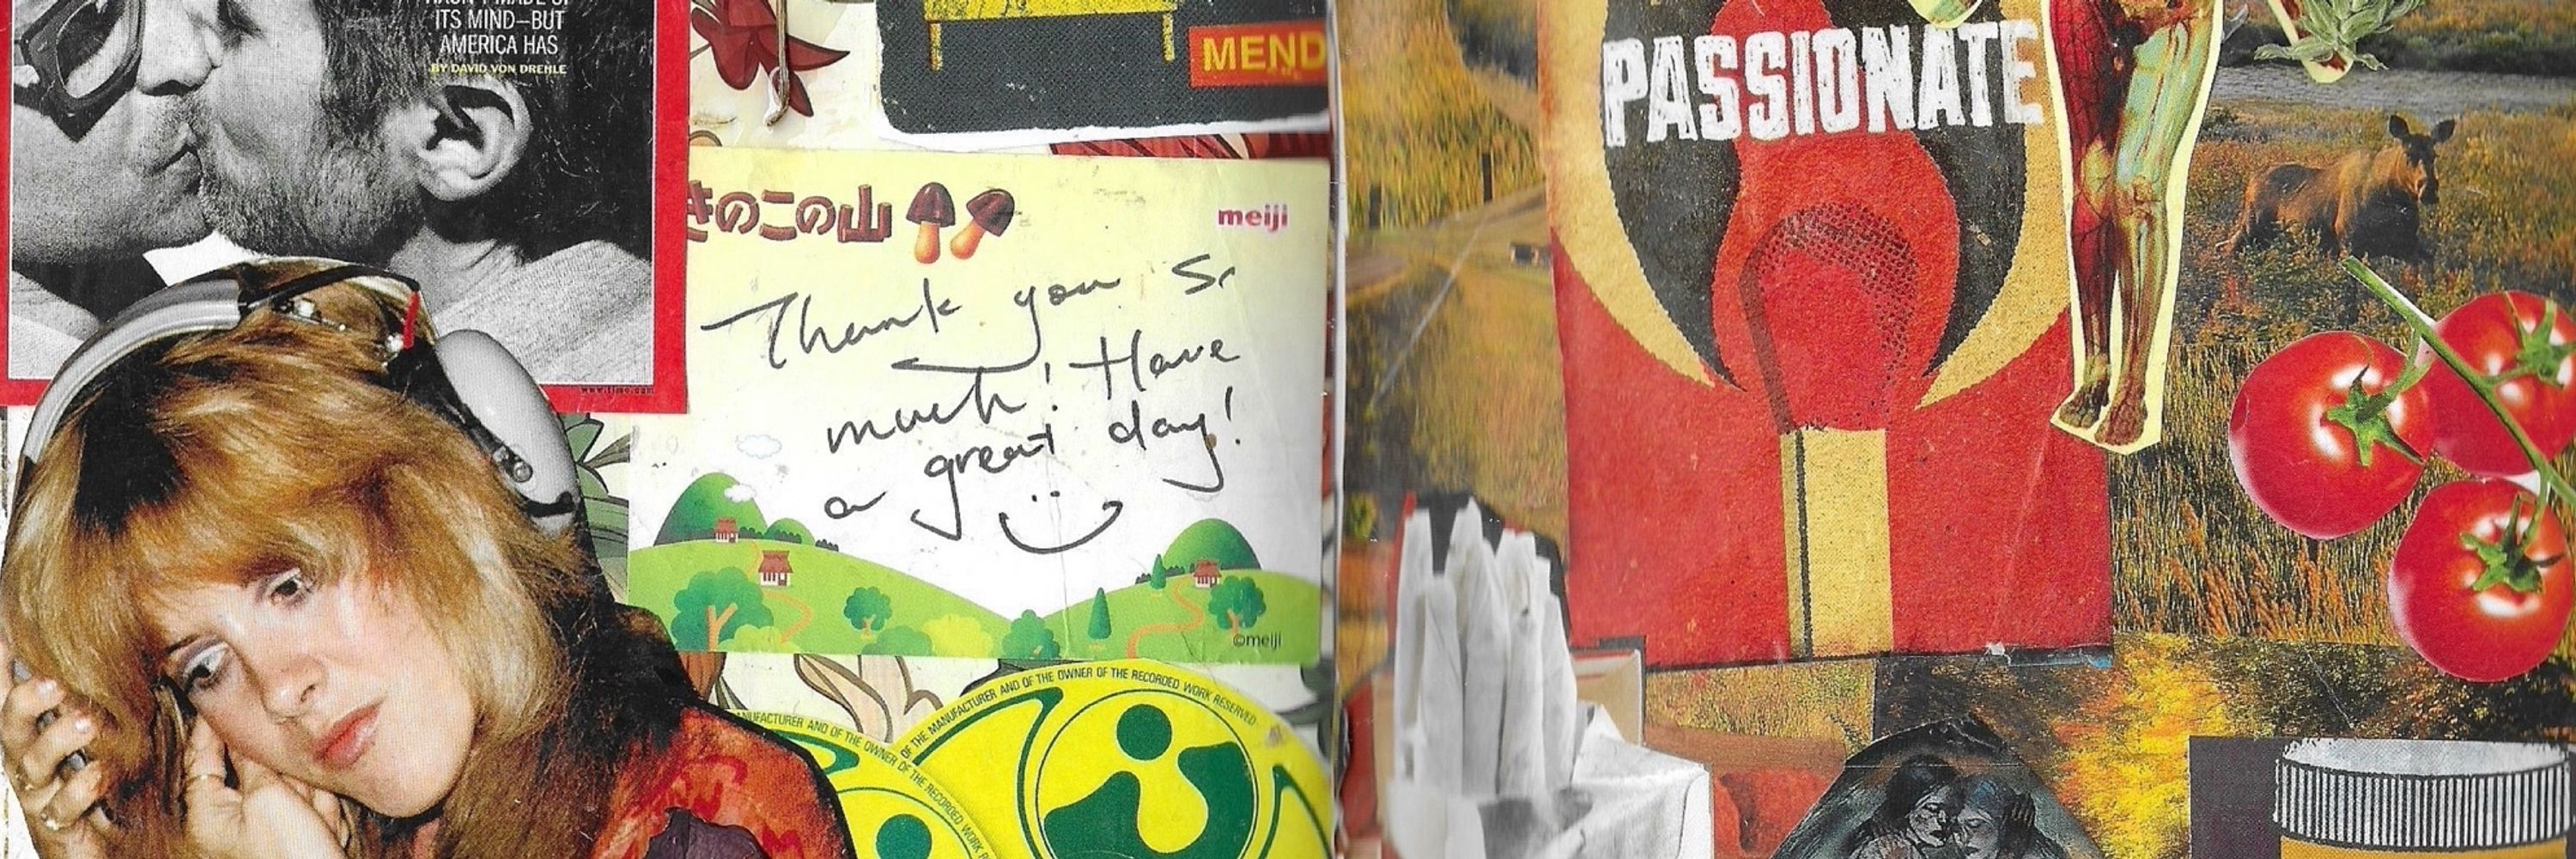 ITS MIND–BUT
AMERICA HAS
BY DAVID VON DREHLE
MEND
PASSIONATE
きのこの山
meiji
Thank you so
much! Have
a great day!
©meiji
MANUFACTURER AND OF THE OWNER OF THE RECORDED WORK
OF THE MANUFACTURER AND OF THE OWNER OF THE RECORDED WORK RESERVED